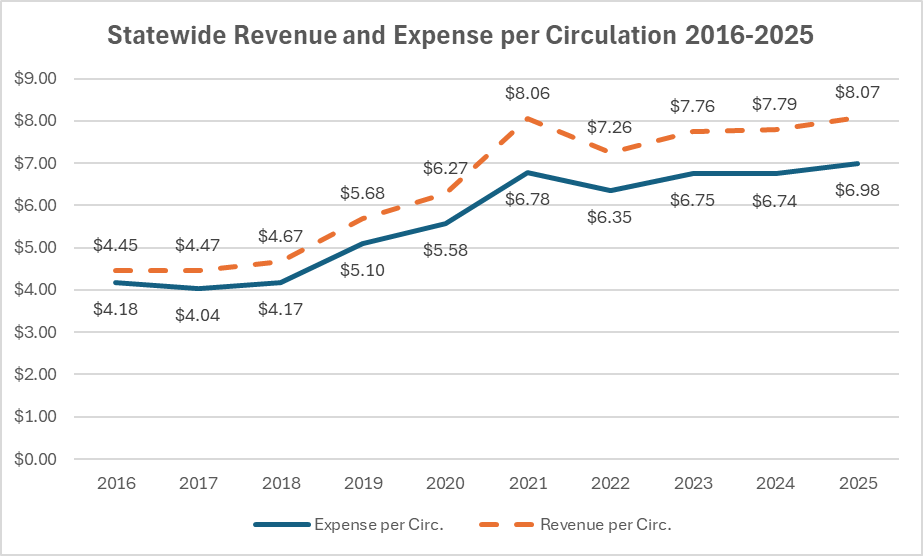 Statewide Revenue and Expense per Circulation 2016-2025
$9.00
$8.00
$7.00
$6.00
$5.00
$4.00
$3.00
$2.00
$1.00
$0.00
$4.45 $4.47 $4.67 $5.68 $6.27 $8.06 $7.26 $7.76 $7.79 $8.07
$4.18 $4.04 $4.17 $5.10 $5.58 $6.78 $6.35 $6.75 $6.74 $6.98
2016 2017 2018 2019 2020 2021 2022 2023 2024 2025
Expense per Circ. Revenue per Circ.